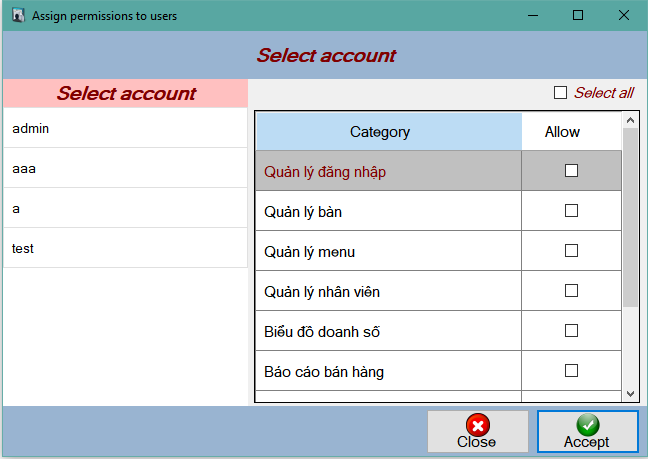 Assign permissions to users
Select account
Select account
Select all
admin
aaa
a
test
Category Allow
Quản lý đăng nhập
Quản lý bàn
Quản lý menu
Quản lý nhân viên
Biểu đồ doanh số
Báo cáo bán hàng
Close Accept